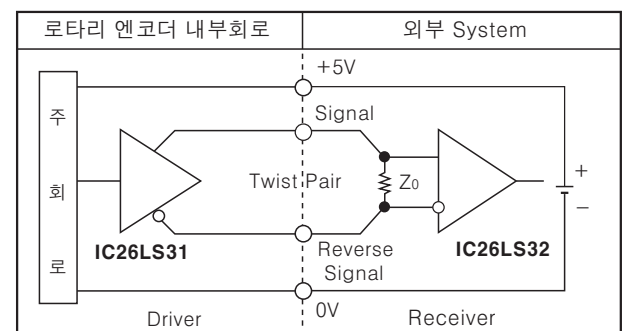 로타리 엔코더 내부회로
외부 System
+5V
주
회
로
Signal
Twist Pair
Z0
+
−
IC26LS31
IC26LS32
Reverse
Signal
0V
Driver
Receiver